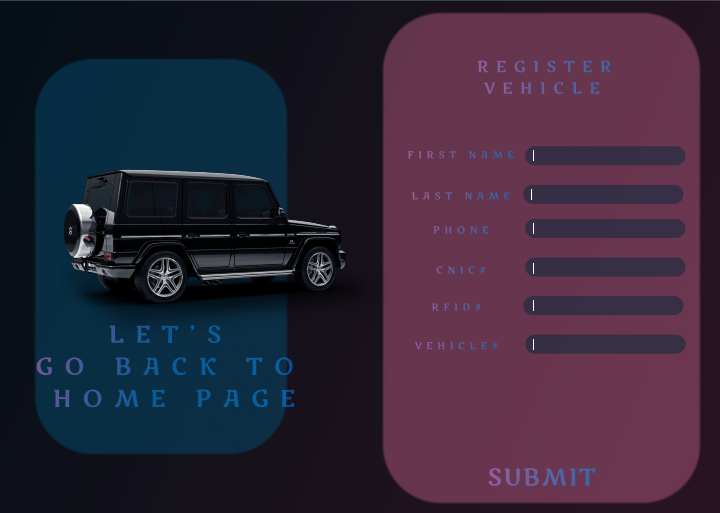 LET'S
GO BACK TO
HOME PAGE
REGISTER
VEHICLE
FIRST NAME
LAST NAME
PHONE
CNIC#
RFID#
VEHICLE#
SUBMIT